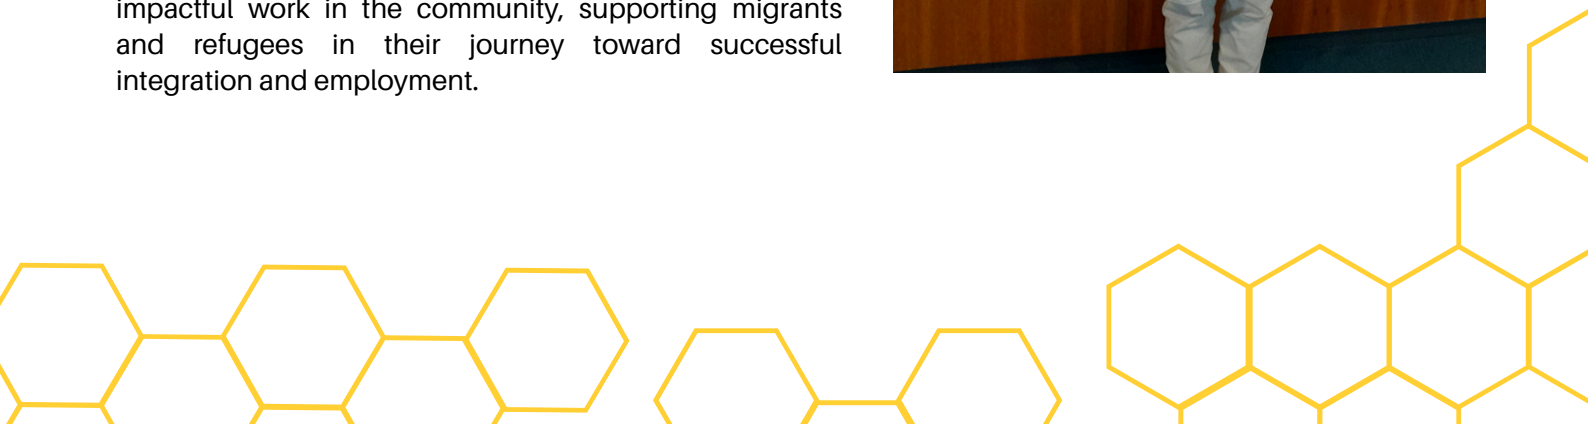 impactful work in the community, supporting migrants
and refugees in their journey toward successful
integration and employment.